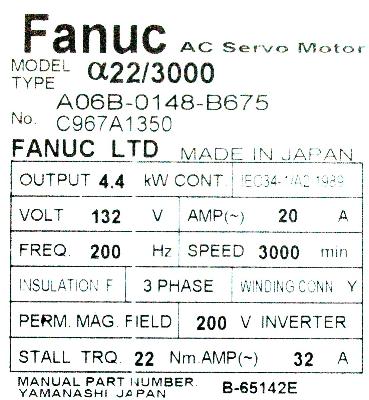 Fanuc AC Servo Motor
MODEL TYPE α22/3000
A06B-0148-B675
No. C967A1350
FANUC LTD MADE IN JAPAN
OUTPUT 4.4 kW CONT. IEC34-1/A2-1989
VOLT 132 V AMP(~) 20 A
FREQ. 200 Hz SPEED 3000 min
INSULATION F 3 PHASE WINDING CONN Y
PERM. MAG. FIELD 200 V INVERTER
STALL TRQ. 22 Nm AMP(~) 32 A
MANUAL PART NUMBER. B-65142E
YAMANASHI JAPAN